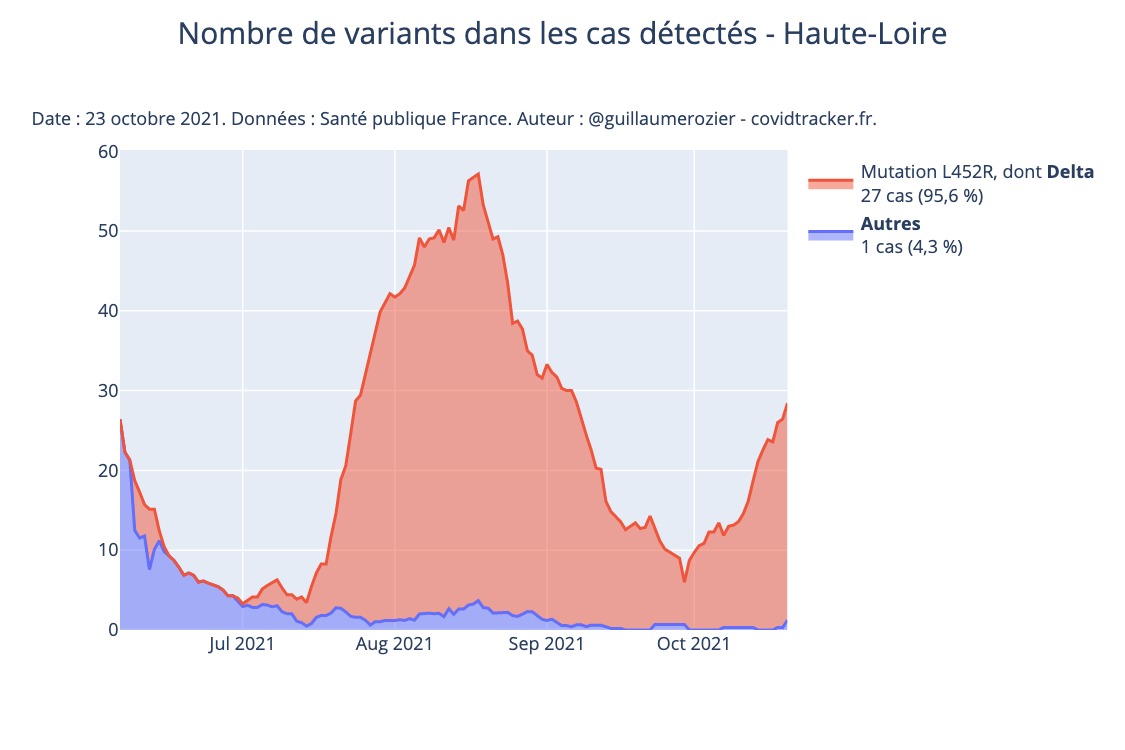 Nombre de variants dans les cas détectés - Haute-Loire
Date : 23 octobre 2021. Données : Santé publique France. Auteur : @guillaumerozier - covidtracker.fr.
60
50
40
30
20
10
0
Jul 2021
Aug 2021
Sep 2021
Oct 2021
Mutation L452R, dont Delta
27 cas (95,6 %)
Autres
1 cas (4,3 %)